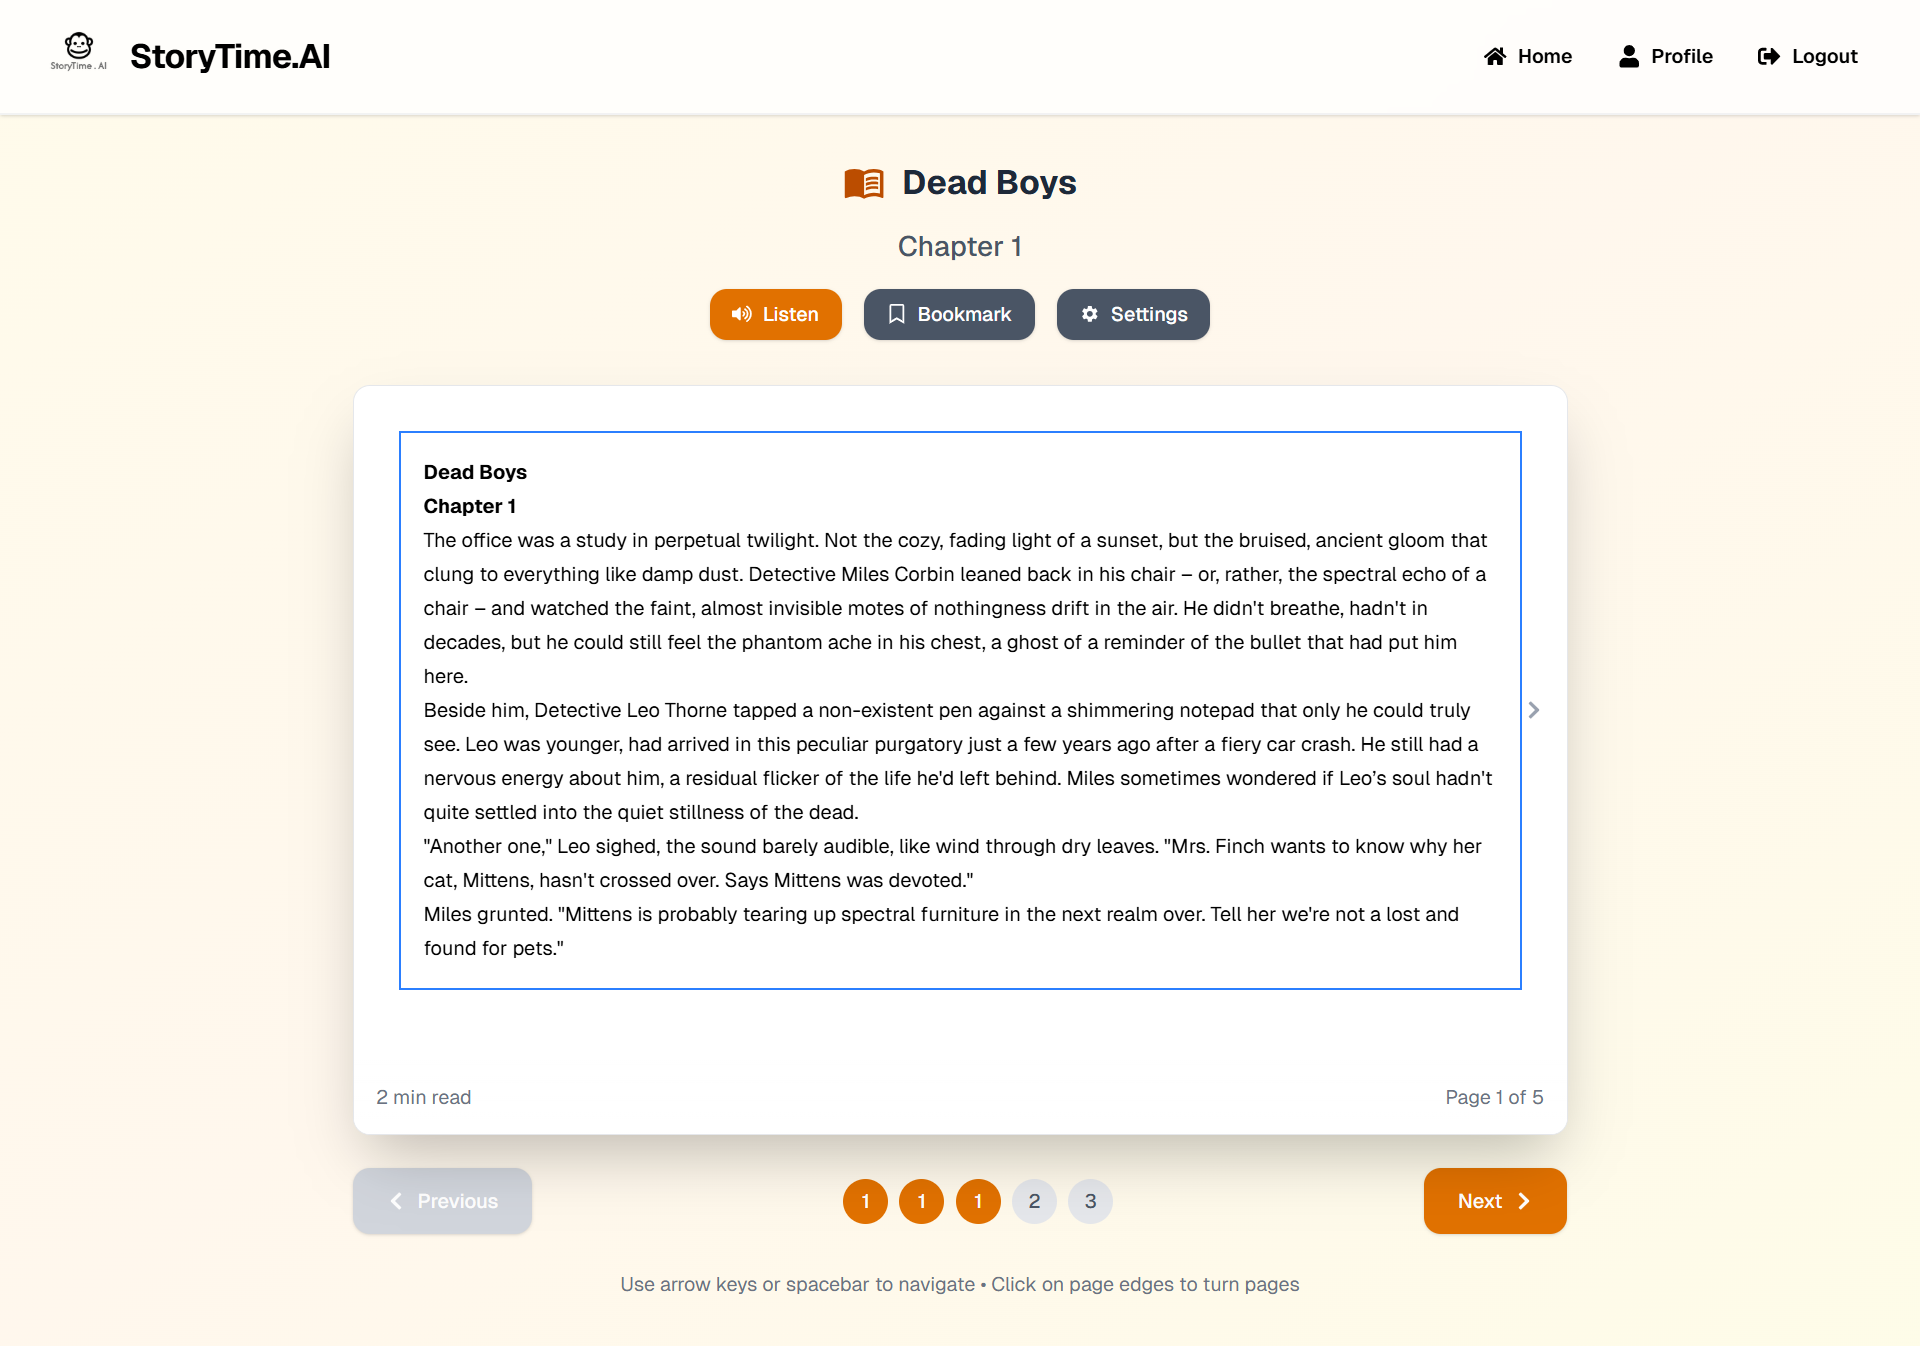 StoryTime . AI
StoryTime.AI
Home
Profile
Logout
Dead Boys
Chapter 1
Listen
Bookmark
Settings
Dead Boys
Chapter 1
The office was a study in perpetual twilight. Not the cozy, fading light of a sunset, but the bruised, ancient gloom that
clung to everything like damp dust. Detective Miles Corbin leaned back in his chair – or, rather, the spectral echo of a
chair – and watched the faint, almost invisible motes of nothingness drift in the air. He didn't breathe, hadn't in
decades, but he could still feel the phantom ache in his chest, a ghost of a reminder of the bullet that had put him
here.
Beside him, Detective Leo Thorne tapped a non-existent pen against a shimmering notepad that only he could truly
see. Leo was younger, had arrived in this peculiar purgatory just a few years ago after a fiery car crash. He still had a
nervous energy about him, a residual flicker of the life he'd left behind. Miles sometimes wondered if Leo’s soul hadn't
quite settled into the quiet stillness of the dead.
"Another one," Leo sighed, the sound barely audible, like wind through dry leaves. "Mrs. Finch wants to know why her
cat, Mittens, hasn't crossed over. Says Mittens was devoted."
Miles grunted. "Mittens is probably tearing up spectral furniture in the next realm over. Tell her we're not a lost and
found for pets."
2 min read
Page 1 of 5
Previous
1
1
1
2
3
Next
Use arrow keys or spacebar to navigate • Click on page edges to turn pages